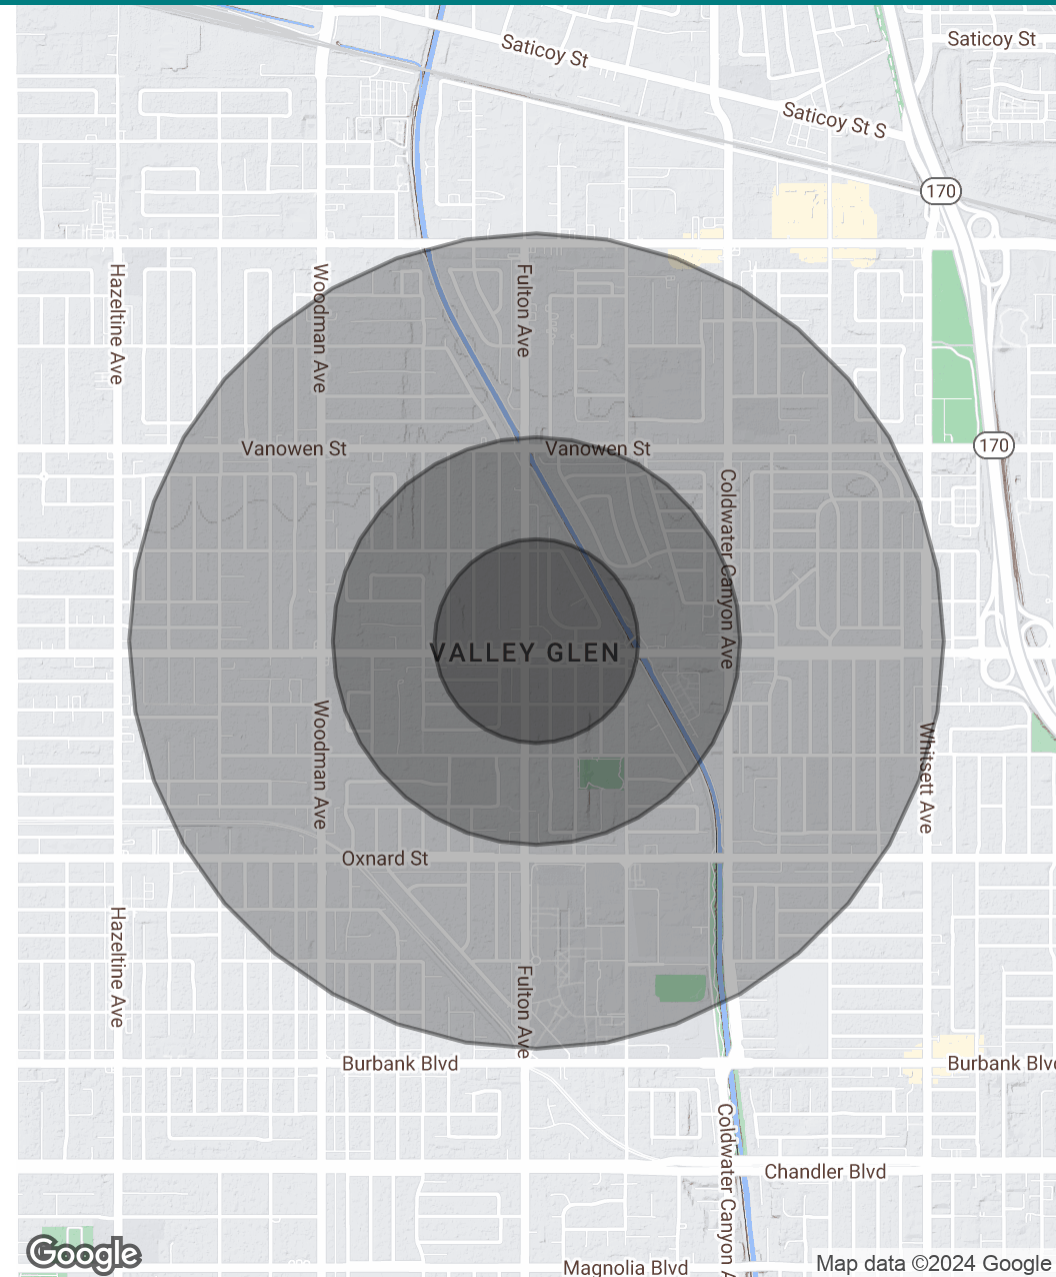 Saticoy St
Saticoy St
Saticoy St S
170
Hazeltine Ave
Woodman Ave
Fulton Ave
Vanowen St
Vanowen St
170
Coldwater Canyon Ave
VALLEY GLEN
Woodman Ave
Whitsett Ave
Oxnard St
Hazeltine Ave
Fulton Ave
Burbank Blvd
Burbank Blvd
Coldwater Canyon A
Chandler Blvd
Google
Magnolia Blvd
Map data ©2024 Google